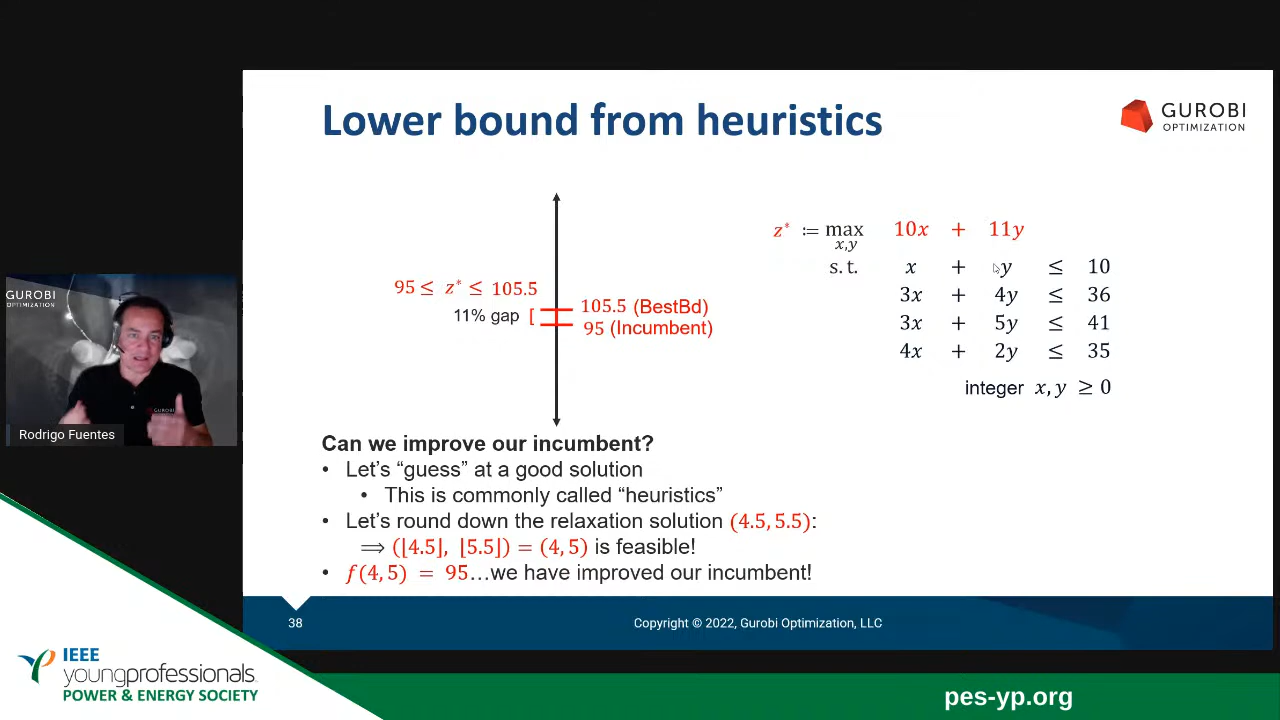 Lower bound from heuristics
GUROBI
OPTIMIZATION
95 ≤ z* ≤ 105.5
11% gap [
105.5 (BestBd)
95 (Incumbent)
z* := max 10x + 11y
x,y
s.t. x + y ≤ 10
3x + 4y ≤ 36
3x + 5y ≤ 41
4x + 2y ≤ 35
integer x, y ≥ 0
GUROBI
OPTIMIZATION
GUROBI
Rodrigo Fuentes
Can we improve our incumbent?
• Let's “guess” at a good solution
• This is commonly called “heuristics”
• Let's round down the relaxation solution (4.5, 5.5):
⟹ (⌊4.5⌋, ⌊5.5⌋) = (4, 5) is feasible!
• f(4, 5) = 95…we have improved our incumbent!
38
Copyright © 2022, Gurobi Optimization, LLC
IEEE
youngprofessionals
POWER & ENERGY SOCIETY
pes-yp.org